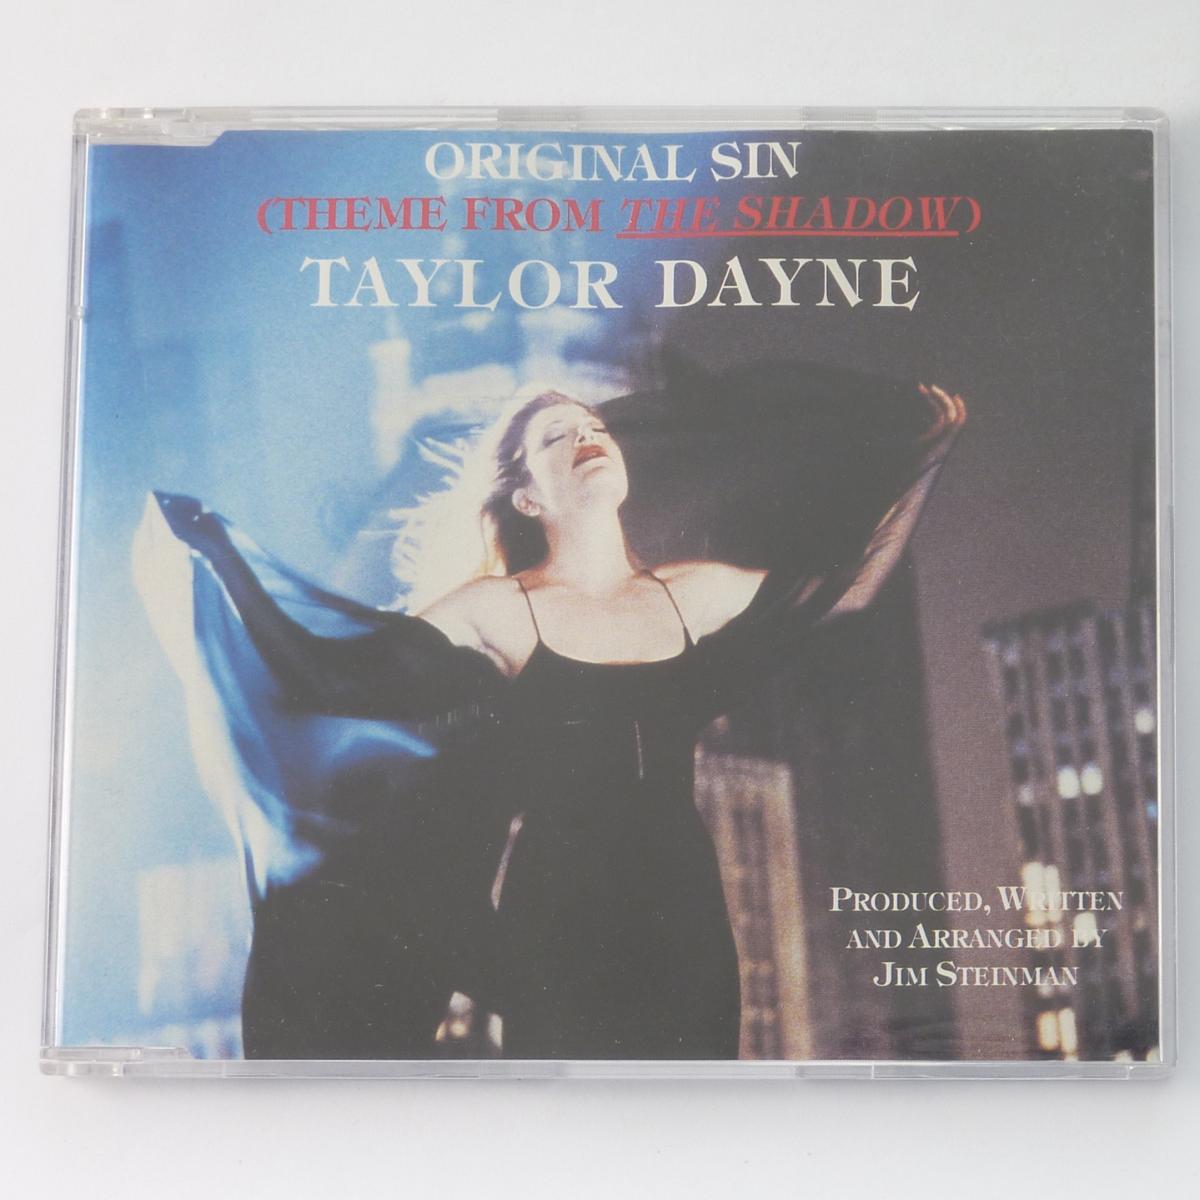 ORIGINAL SIN
(THEME FROM THE SHADOW)
TAYLOR DAYNE
PRODUCED, WRITTEN
AND ARRANGED BY
JIM STEINMAN